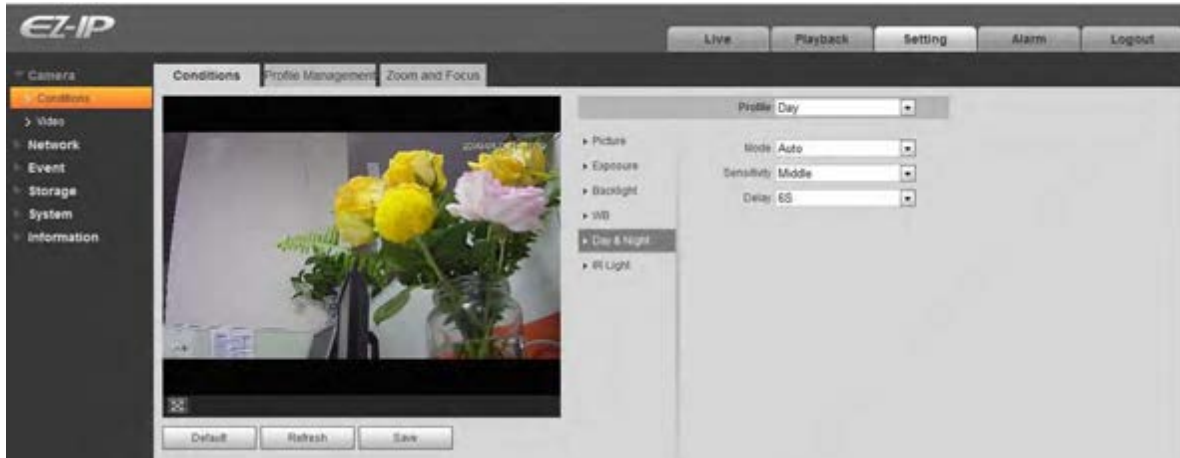 EZ-IP
Live Playback Setting Alarm Logout
Camera
Conditions
Video
Network
Event
Storage
System
Information
Conditions Profile Management Zoom and Focus
Profile Day
Picture
Exposure
Backlight
WB
Day & Night
IR Light
Mode Auto
Sensitivity Middle
Delay 6S
Default Refresh Save